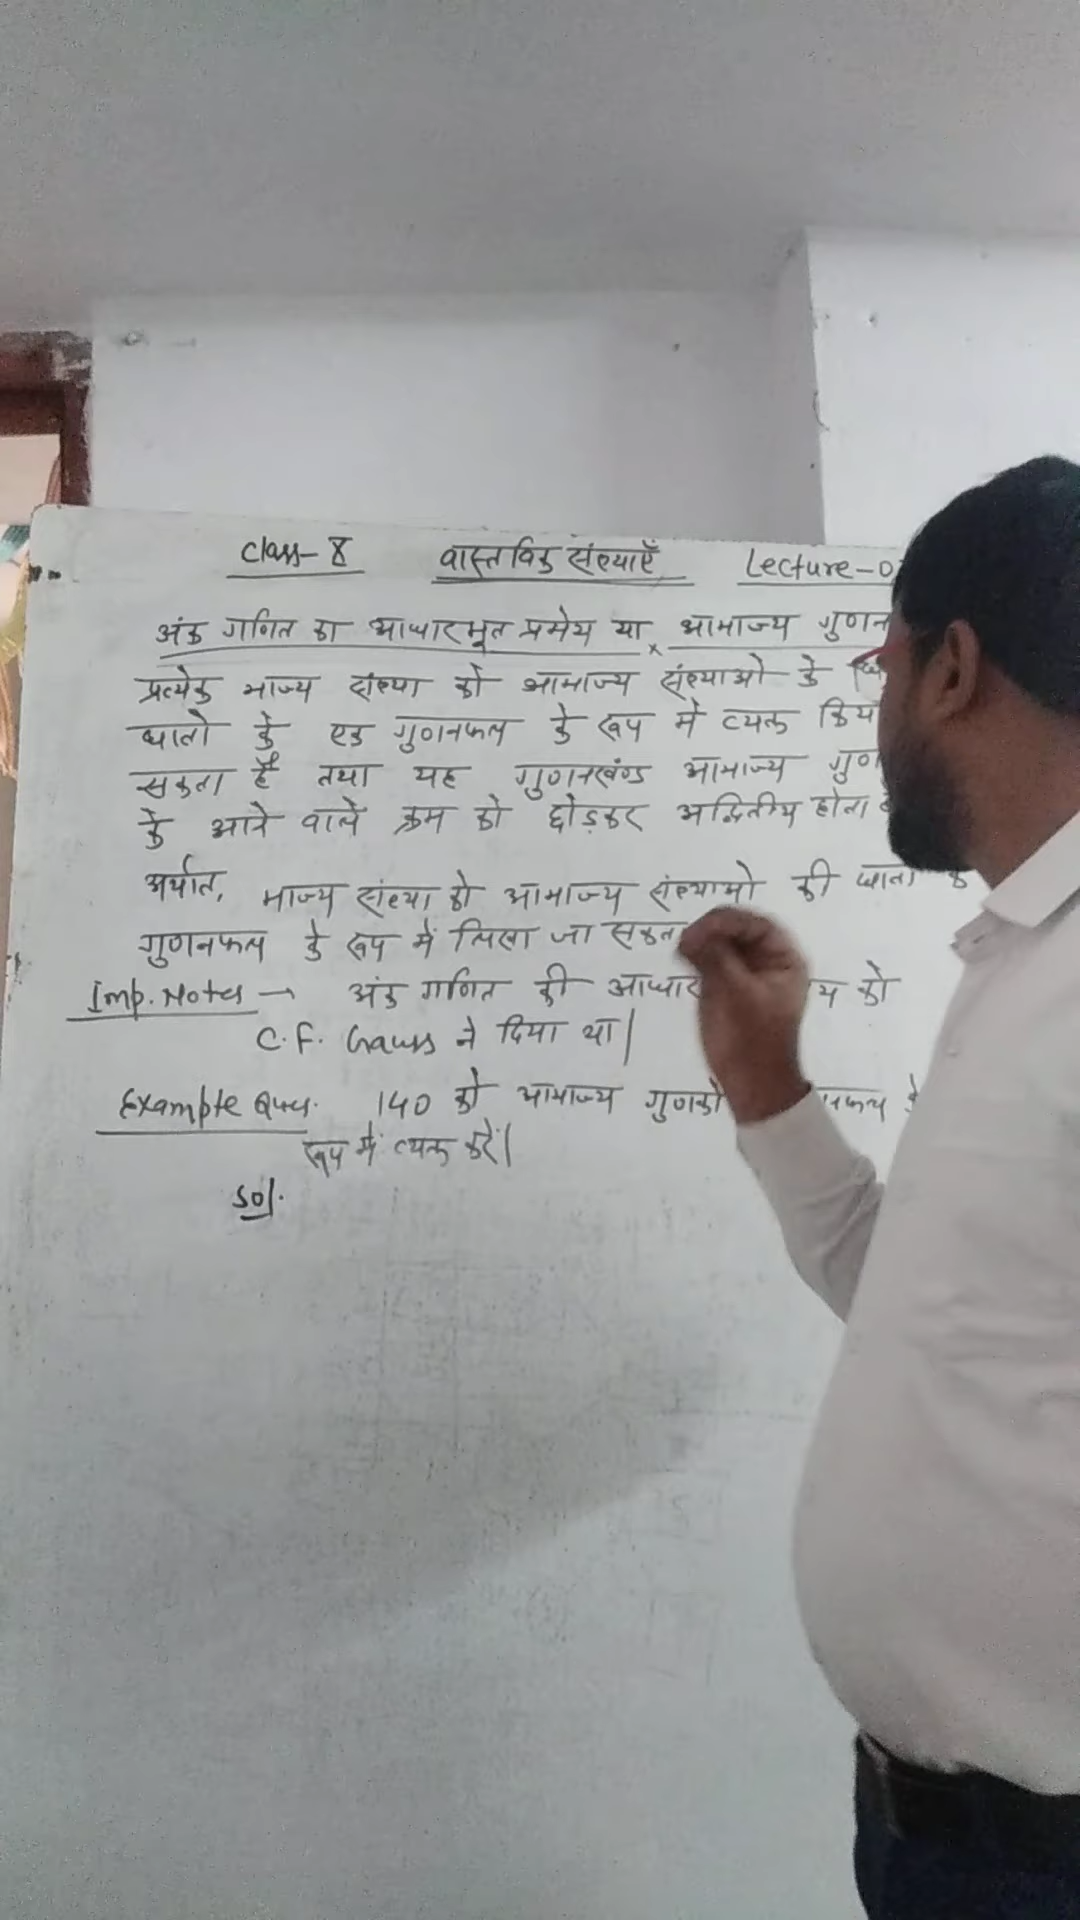 Class-X वास्तविक संख्याएँ Lecture-0
अंक गणित का आधारभूत प्रमेय या अभाज्य गुणन
प्रत्येक भाज्य संख्या को अभाज्य संख्याओ के
घातो के एक गुणनफल के रूप में व्यक्त किया
सकता है तथा यह गुणनखंण्ड अभाज्य गुण
के आने वाले क्रम को छोड़कर अद्वितीय होता
अर्थात, भाज्य संख्या को अभाज्य संख्यामो की घातो के
गुणनफल के रूप में लिखा जा सकता
Imp. Notes → अंक गणित की आधार को
C.F. Gauss ने दिया था|
Example Ques. 140 को अभाज्य गुणको के
रूप में व्यक्त करें|
Sol.